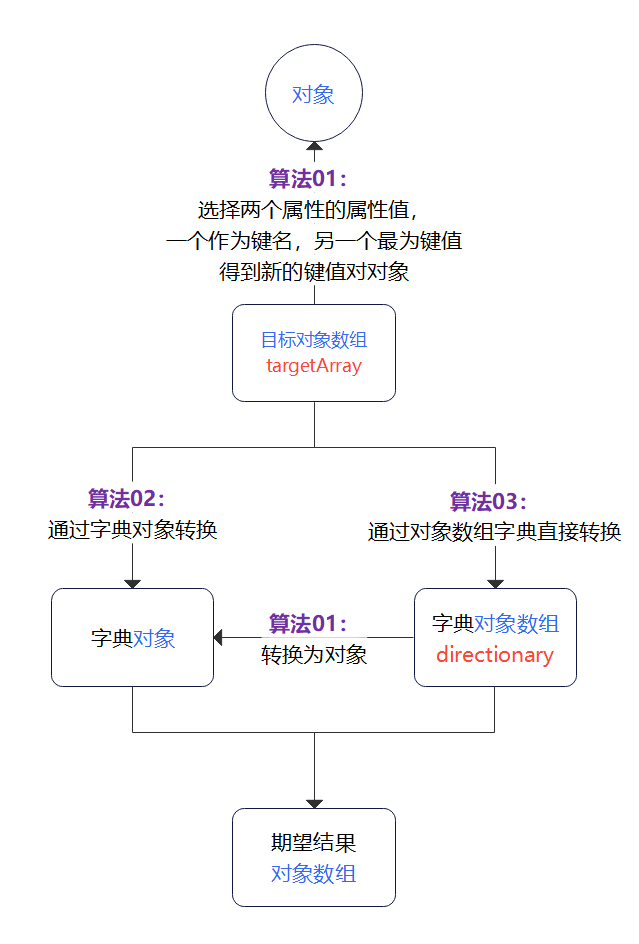 对象
算法01：
选择两个属性的属性值，
一个作为键名，另一个最为键值
得到新的键值对对象
目标对象数组
targetArray
算法02：
通过字典对象转换
算法03：
通过对象数组字典直接转换
字典对象
算法01：
转换为对象
字典对象数组
directionary
期望结果
对象数组